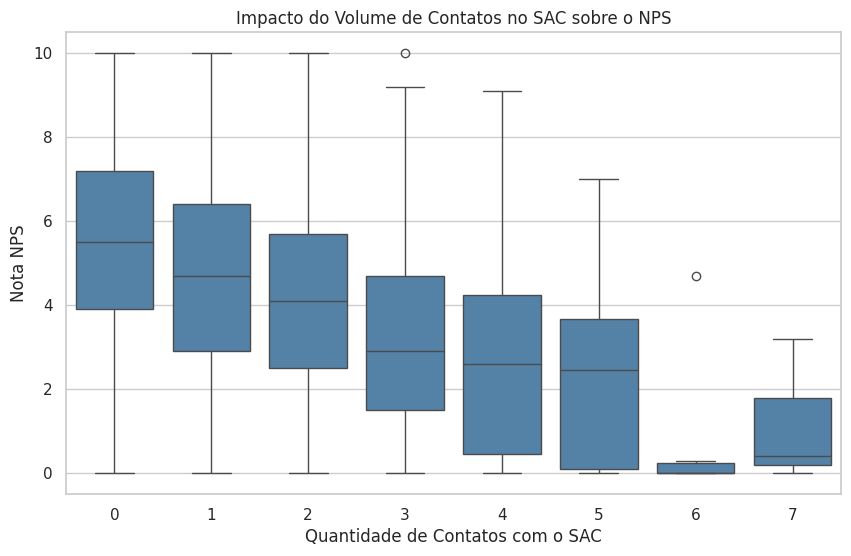 Impacto do Volume de Contatos no SAC sobre o NPS
Nota NPS
10
8
6
4
2
0
0 1 2 3 4 5 6 7
Quantidade de Contatos com o SAC